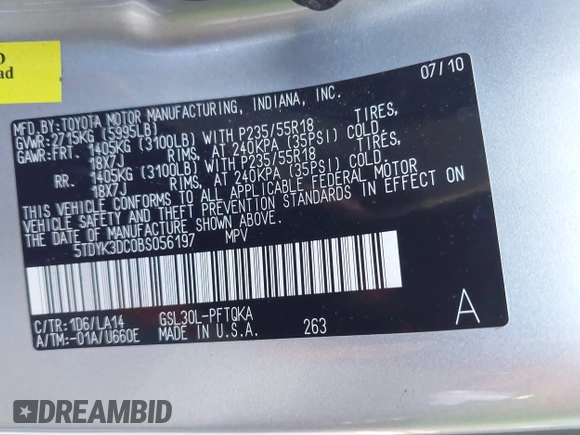 07/10
MFD.BY:TOYOTA MOTOR MANUFACTURING, INDIANA, INC.
GVWR:2715KG (5995LB)
GAWR:FRT. 1405KG (3100LB) WITH P235/55R18 TIRES,
18X7J RIMS, AT 240KPA (35PSI) COLD.
RR. 1405KG (3100LB) WITH P235/55R18 TIRES,
18X7J RIMS, AT 240KPA (35PSI) COLD.
THIS VEHICLE CONFORMS TO ALL APPLICABLE FEDERAL MOTOR
VEHICLE SAFETY AND THEFT PREVENTION STANDARDS IN EFFECT ON
THE DATE OF MANUFACTURE SHOWN ABOVE.
5TDYK3DC0BS056197 MPV
C/TR:1D6/LA14 GSL30L-PFTQKA
A/TM:-01A/U660E MADE IN U.S.A. 263
A
DREAMBID